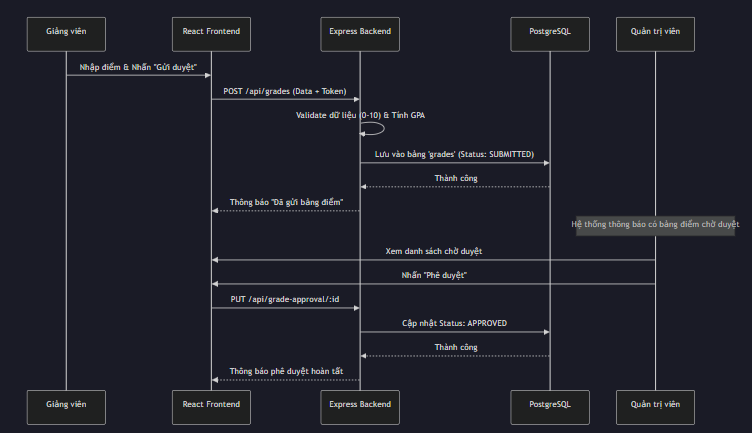 Giảng viên React Frontend Express Backend PostgreSQL Quản trị viên
Nhập điểm & Nhấn "Gửi duyệt"
POST /api/grades (Data + Token)
Validate dữ liệu (0-10) & Tính GPA
Lưu vào bảng 'grades' (Status: SUBMITTED)
Thành công
Thông báo "Đã gửi bảng điểm"
Hệ thống thông báo có bảng điểm chờ duyệt
Xem danh sách chờ duyệt
Nhấn "Phê duyệt"
PUT /api/grade-approval/:id
Cập nhật Status: APPROVED
Thành công
Thông báo phê duyệt hoàn tất
Giảng viên React Frontend Express Backend PostgreSQL Quản trị viên